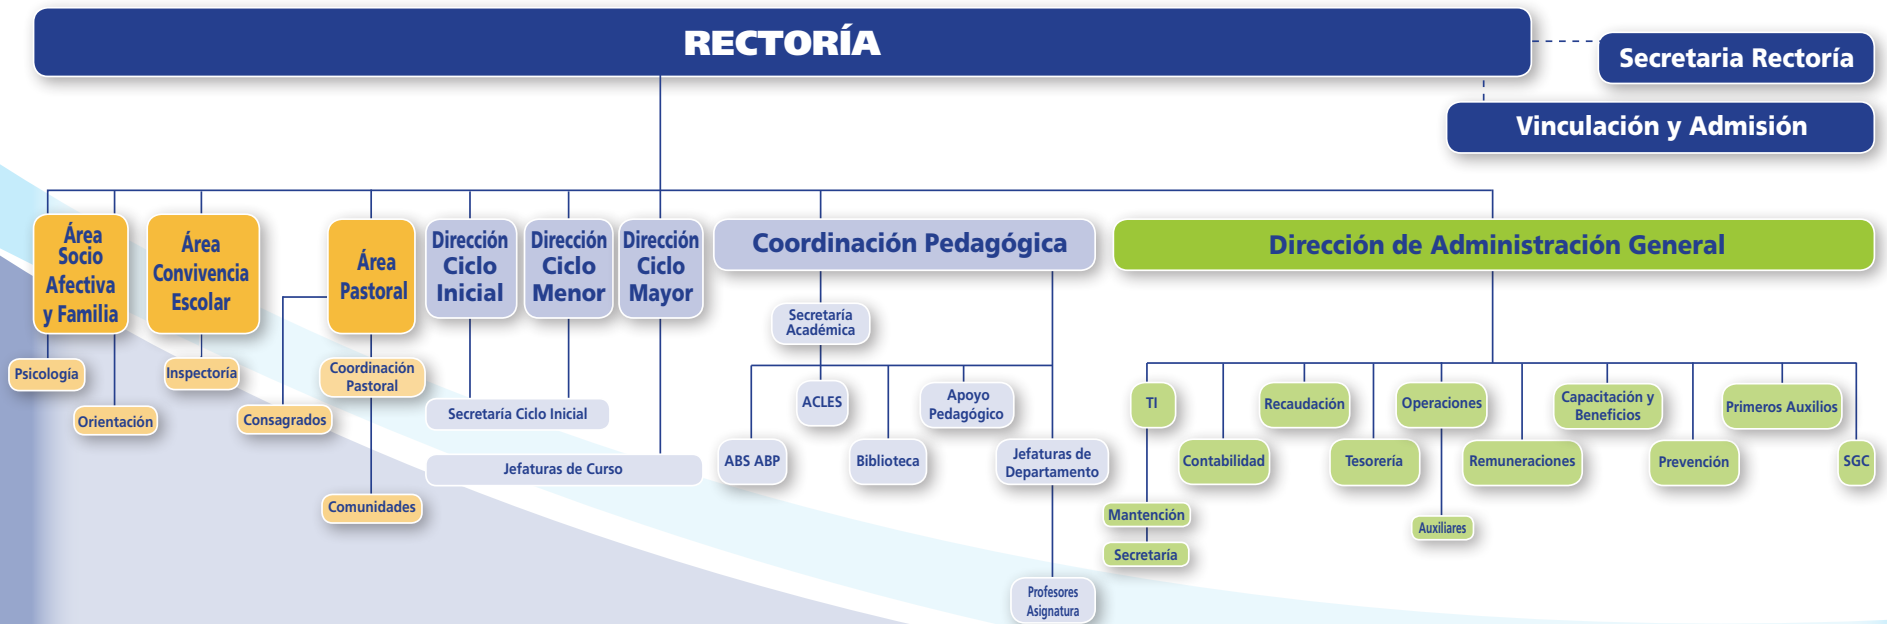 RECTORÍA
Secretaria Rectoría
Vinculación y Admisión
Área
Socio
Afectiva
y Familia
Área
Convivencia
Escolar
Área
Pastoral
Dirección
Ciclo
Inicial
Dirección
Ciclo
Menor
Dirección
Ciclo
Mayor
Coordinación Pedagógica
Dirección de Administración General
Psicología
Orientación
Inspectoría
Consagrados
Coordinación
Pastoral
Comunidades
Secretaría Ciclo Inicial
Jefaturas de Curso
Secretaría
Académica
ABS ABP
ACLES
Biblioteca
Apoyo
Pedagógico
Jefaturas de
Departamento
Profesores
Asignatura
TI
Mantención
Secretaría
Contabilidad
Recaudación
Tesorería
Operaciones
Auxiliares
Remuneraciones
Capacitación y
Beneficios
Prevención
Primeros Auxilios
SGC